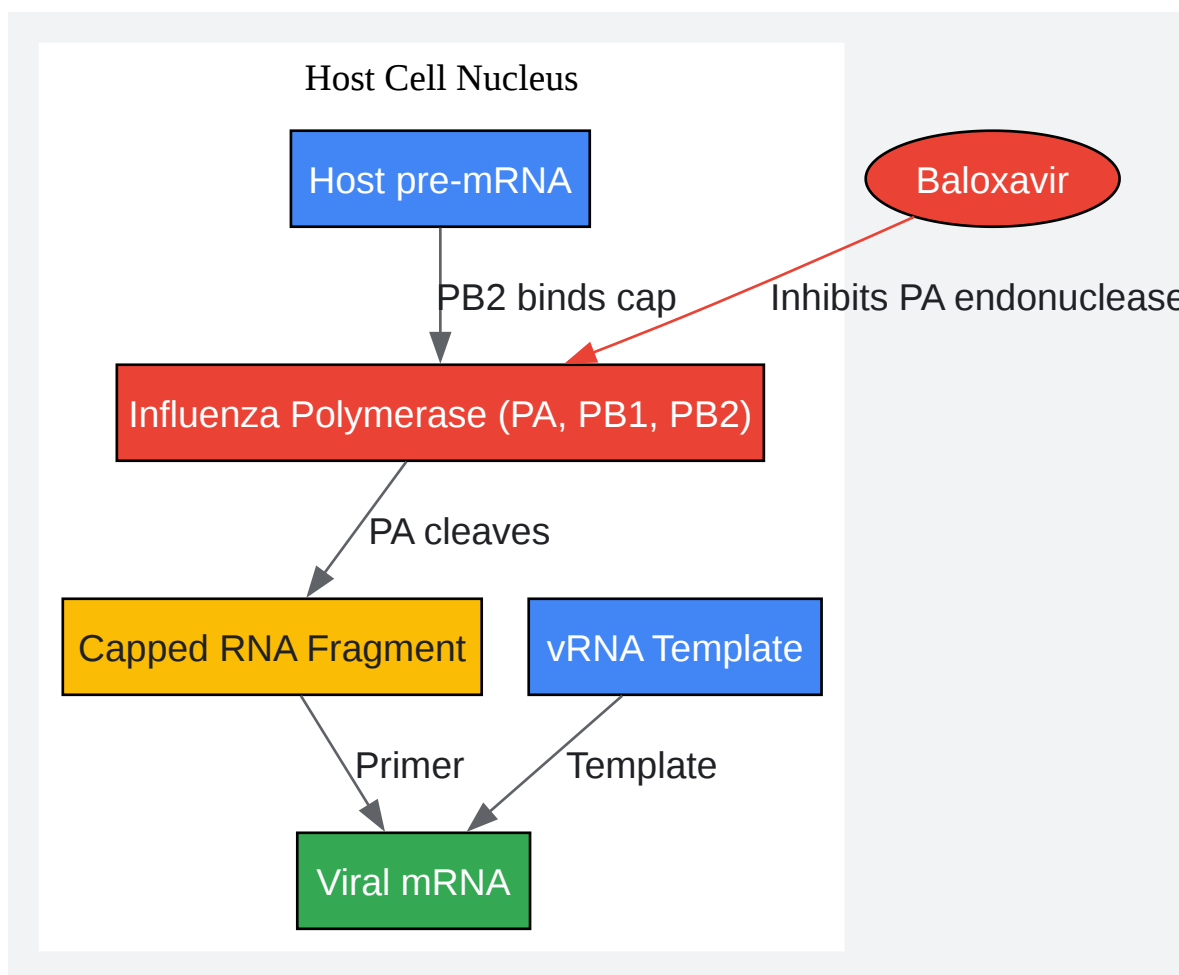 Host Cell Nucleus
Host pre-mRNA
Baloxavir
PB2 binds cap
Inhibits PA endonuclease
Influenza Polymerase (PA, PB1, PB2)
PA cleaves
Capped RNA Fragment
vRNA Template
Primer
Template
Viral mRNA